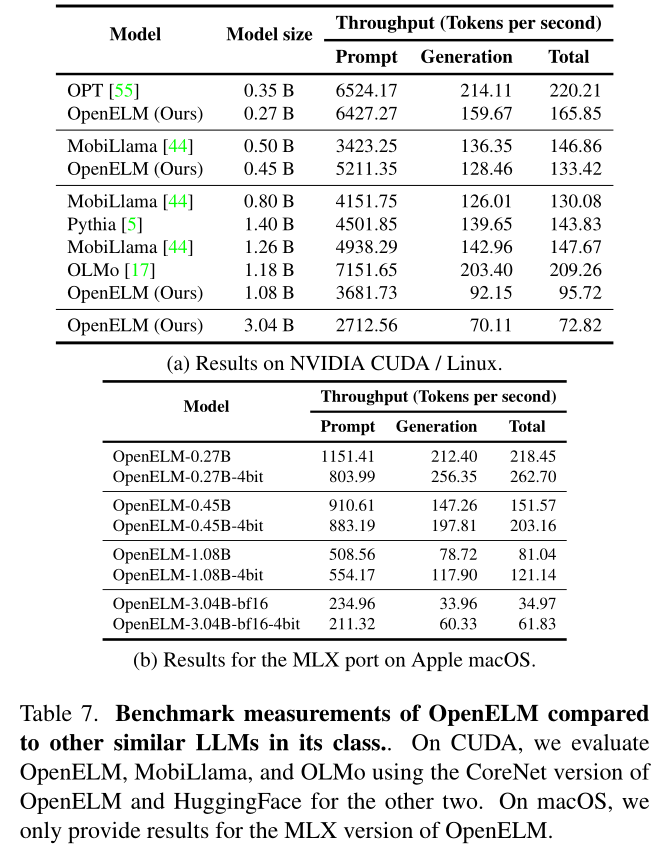 Model Model size Throughput (Tokens per second)
Prompt Generation Total
OPT [55] 0.35 B 6524.17 214.11 220.21
OpenELM (Ours) 0.27 B 6427.27 159.67 165.85
MobiLlama [44] 0.50 B 3423.25 136.35 146.86
OpenELM (Ours) 0.45 B 5211.35 128.46 133.42
MobiLlama [44] 0.80 B 4151.75 126.01 130.08
Pythia [5] 1.40 B 4501.85 139.65 143.83
MobiLlama [44] 1.26 B 4938.29 142.96 147.67
OLMo [17] 1.18 B 7151.65 203.40 209.26
OpenELM (Ours) 1.08 B 3681.73 92.15 95.72
OpenELM (Ours) 3.04 B 2712.56 70.11 72.82
(a) Results on NVIDIA CUDA / Linux.
Model Throughput (Tokens per second)
Prompt Generation Total
OpenELM-0.27B 1151.41 212.40 218.45
OpenELM-0.27B-4bit 803.99 256.35 262.70
OpenELM-0.45B 910.61 147.26 151.57
OpenELM-0.45B-4bit 883.19 197.81 203.16
OpenELM-1.08B 508.56 78.72 81.04
OpenELM-1.08B-4bit 554.17 117.90 121.14
OpenELM-3.04B-bf16 234.96 33.96 34.97
OpenELM-3.04B-bf16-4bit 211.32 60.33 61.83
(b) Results for the MLX port on Apple macOS.
Table 7. Benchmark measurements of OpenELM compared
to other similar LLMs in its class.. On CUDA, we evaluate
OpenELM, MobiLlama, and OLMo using the CoreNet version of
OpenELM and HuggingFace for the other two. On macOS, we
only provide results for the MLX version of OpenELM.